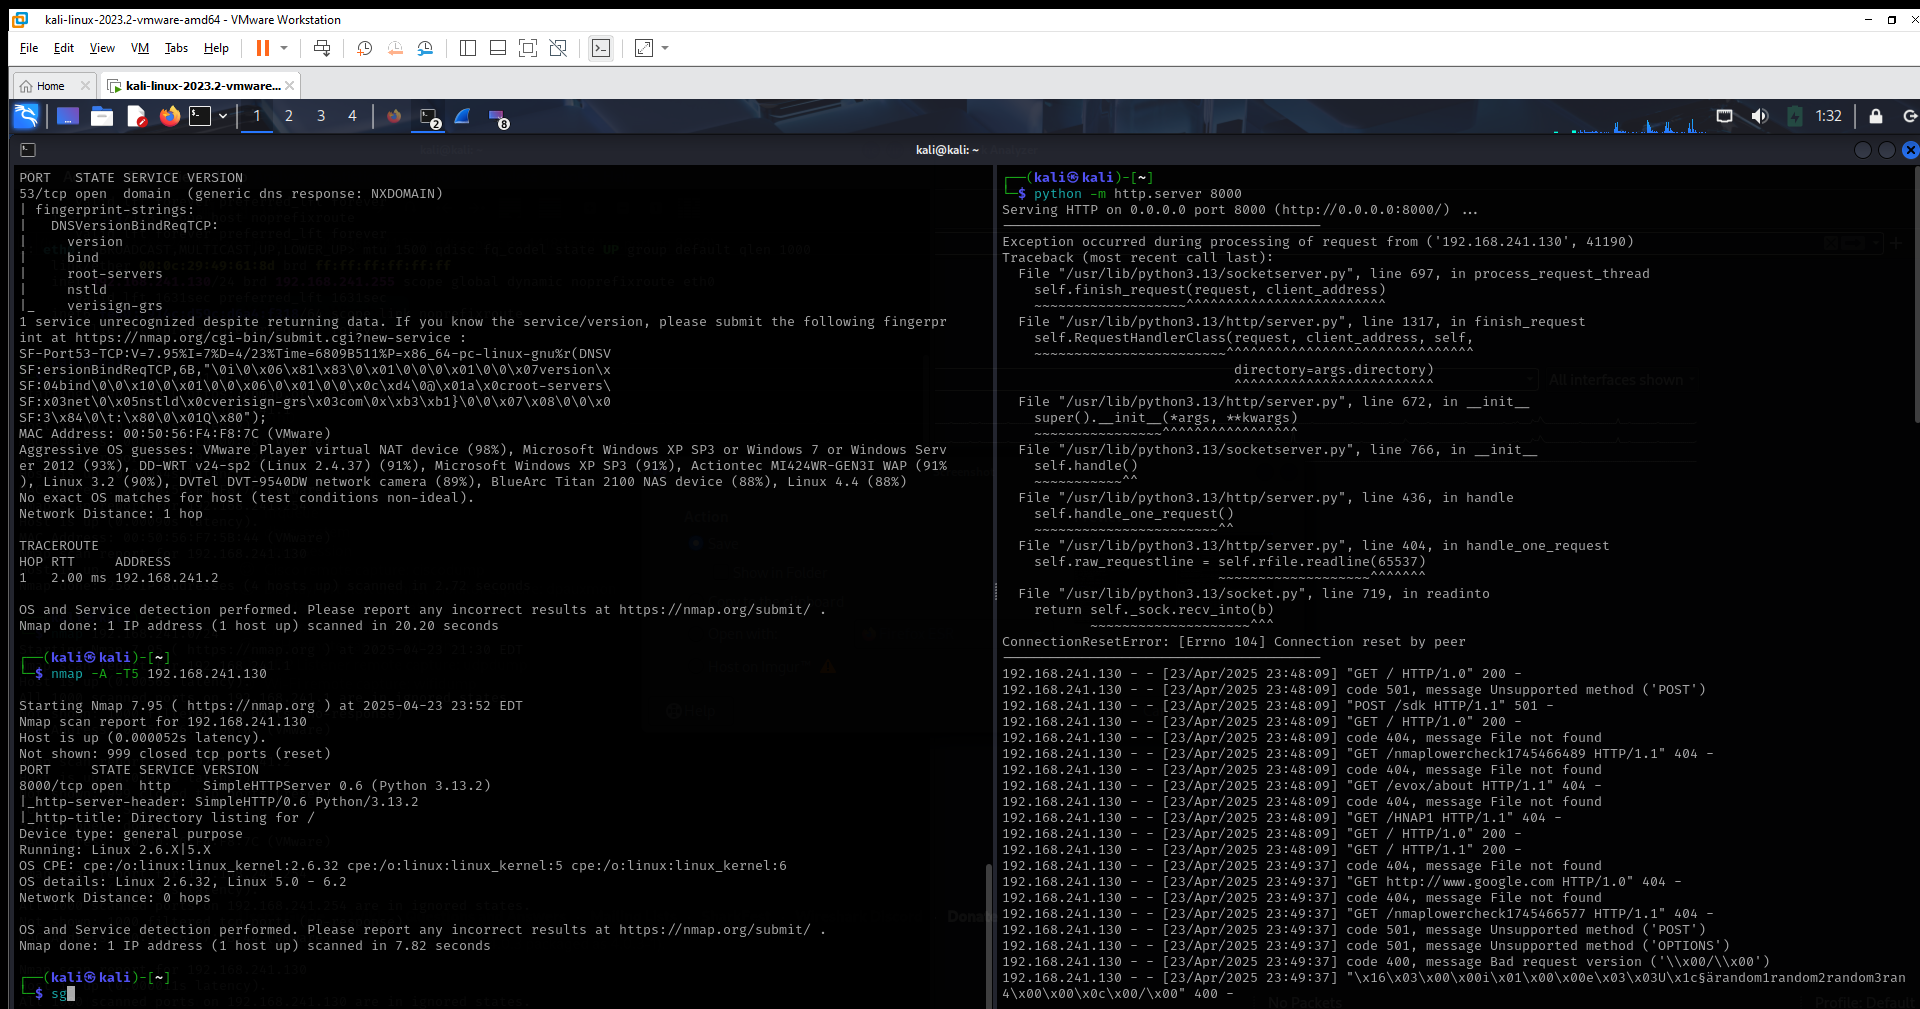 kali-linux-2023.2-vmware-amd64 - VMware Workstation
File Edit View VM Tabs Help
Home
kali-linux-2023.2-vmware...
1 2 3 4
2
8
1:32
kali@kali: ~
PORT   STATE SERVICE VERSION
53/tcp open  domain  (generic dns response: NXDOMAIN)
| fingerprint-strings:
|   DNSVersionBindReqTCP:
|     version
|     bind
|     root-servers
|     nstld
|_    verisign-grs
1 service unrecognized despite returning data. If you know the service/version, please submit the following fingerpr
int at https://nmap.org/cgi-bin/submit.cgi?new-service :
SF-Port53-TCP:V=7.95%I=7%D=4/23%Time=6809B511%P=x86_64-pc-linux-gnu%r(DNSV
SF:ersionBindReqTCP,6B,"\0i\0\x06\x81\x83\0\x01\0\0\0\x01\0\0\x07version\x
SF:04bind\0\0\x10\0\x01\0\0\x06\0\x01\0\0\x0c\xd4\0@\x01a\x0croot-servers\
SF:x03net\0\x05nstld\x0cverisign-grs\x03com\0x\xb3\xb1}\0\0\x07\x08\0\0\x0
SF:3\x84\0\t:\x80\0\x01Q\x80");
MAC Address: 00:50:56:F4:F8:7C (VMware)
Aggressive OS guesses: VMware Player virtual NAT device (98%), Microsoft Windows XP SP3 or Windows 7 or Windows Serv
er 2012 (93%), DD-WRT v24-sp2 (Linux 2.4.37) (91%), Microsoft Windows XP SP3 (91%), Actiontec MI424WR-GEN3I WAP (91%
), Linux 3.2 (90%), DVTel DVT-9540DW network camera (89%), BlueArc Titan 2100 NAS device (88%), Linux 4.4 (88%)
No exact OS matches for host (test conditions non-ideal).
Network Distance: 1 hop
TRACEROUTE
HOP RTT     ADDRESS
1   2.00 ms 192.168.241.2
OS and Service detection performed. Please report any incorrect results at https://nmap.org/submit/ .
Nmap done: 1 IP address (1 host up) scanned in 20.20 seconds
┌──(kali㉿kali)-[~]
└─$ nmap -A -T5 192.168.241.130
Starting Nmap 7.95 ( https://nmap.org ) at 2025-04-23 23:52 EDT
Nmap scan report for 192.168.241.130
Host is up (0.000052s latency).
Not shown: 999 closed tcp ports (reset)
PORT     STATE SERVICE VERSION
8000/tcp open  http    SimpleHTTPServer 0.6 (Python 3.13.2)
|_http-server-header: SimpleHTTP/0.6 Python/3.13.2
|_http-title: Directory listing for /
Device type: general purpose
Running: Linux 2.6.X|5.X
OS CPE: cpe:/o:linux:linux_kernel:2.6.32 cpe:/o:linux:linux_kernel:5 cpe:/o:linux:linux_kernel:6
OS details: Linux 2.6.32, Linux 5.0 - 6.2
Network Distance: 0 hops
OS and Service detection performed. Please report any incorrect results at https://nmap.org/submit/ .
Nmap done: 1 IP address (1 host up) scanned in 7.82 seconds
┌──(kali㉿kali)-[~]
└─$ sg
┌──(kali㉿kali)-[~]
└─$ python -m http.server 8000
Serving HTTP on 0.0.0.0 port 8000 (http://0.0.0.0:8000/) ...
----------------------------------------
Exception occurred during processing of request from ('192.168.241.130', 41190)
Traceback (most recent call last):
  File "/usr/lib/python3.13/socketserver.py", line 697, in process_request_thread
    self.finish_request(request, client_address)
    ~~~~~~~~~~~~~~~~~~~^^^^^^^^^^^^^^^^^^^^^^^^^
  File "/usr/lib/python3.13/http/server.py", line 1317, in finish_request
    self.RequestHandlerClass(request, client_address, self,
    ~~~~~~~~~~~~~~~~~~~~~~~~^^^^^^^^^^^^^^^^^^^^^^^^^^^^^^^
                             directory=args.directory)
                             ^^^^^^^^^^^^^^^^^^^^^^^^^
  File "/usr/lib/python3.13/http/server.py", line 672, in __init__
    super().__init__(*args, **kwargs)
    ~~~~~~~~~~~~~~~~^^^^^^^^^^^^^^^^^
  File "/usr/lib/python3.13/socketserver.py", line 766, in __init__
    self.handle()
    ~~~~~~~~~~~^^
  File "/usr/lib/python3.13/http/server.py", line 436, in handle
    self.handle_one_request()
    ~~~~~~~~~~~~~~~~~~~~~~~^^
  File "/usr/lib/python3.13/http/server.py", line 404, in handle_one_request
    self.raw_requestline = self.rfile.readline(65537)
                           ~~~~~~~~~~~~~~~~~~~^^^^^^^
  File "/usr/lib/python3.13/socket.py", line 719, in readinto
    return self._sock.recv_into(b)
           ~~~~~~~~~~~~~~~~~~~~^^^
ConnectionResetError: [Errno 104] Connection reset by peer
----------------------------------------
192.168.241.130 - - [23/Apr/2025 23:48:09] "GET / HTTP/1.0" 200 -
192.168.241.130 - - [23/Apr/2025 23:48:09] code 501, message Unsupported method ('POST')
192.168.241.130 - - [23/Apr/2025 23:48:09] "POST /sdk HTTP/1.1" 501 -
192.168.241.130 - - [23/Apr/2025 23:48:09] "GET / HTTP/1.0" 200 -
192.168.241.130 - - [23/Apr/2025 23:48:09] code 404, message File not found
192.168.241.130 - - [23/Apr/2025 23:48:09] "GET /nmaplowercheck1745466489 HTTP/1.1" 404 -
192.168.241.130 - - [23/Apr/2025 23:48:09] code 404, message File not found
192.168.241.130 - - [23/Apr/2025 23:48:09] "GET /evox/about HTTP/1.1" 404 -
192.168.241.130 - - [23/Apr/2025 23:48:09] code 404, message File not found
192.168.241.130 - - [23/Apr/2025 23:48:09] "GET /HNAP1 HTTP/1.1" 404 -
192.168.241.130 - - [23/Apr/2025 23:48:09] "GET / HTTP/1.0" 200 -
192.168.241.130 - - [23/Apr/2025 23:48:09] "GET / HTTP/1.1" 200 -
192.168.241.130 - - [23/Apr/2025 23:49:37] code 404, message File not found
192.168.241.130 - - [23/Apr/2025 23:49:37] "GET http://www.google.com HTTP/1.0" 404 -
192.168.241.130 - - [23/Apr/2025 23:49:37] code 404, message File not found
192.168.241.130 - - [23/Apr/2025 23:49:37] "GET /nmaplowercheck1745466577 HTTP/1.1" 404 -
192.168.241.130 - - [23/Apr/2025 23:49:37] code 501, message Unsupported method ('POST')
192.168.241.130 - - [23/Apr/2025 23:49:37] code 501, message Unsupported method ('OPTIONS')
192.168.241.130 - - [23/Apr/2025 23:49:37] code 400, message Bad request version ('\\x00/\\x00')
192.168.241.130 - - [23/Apr/2025 23:49:37] "\x16\x03\x00\x00i\x01\x00\x00e\x03\x03U\x1c§ärandom1random2random3ran
4\x00\x00\x0c\x00/\x00" 400 -